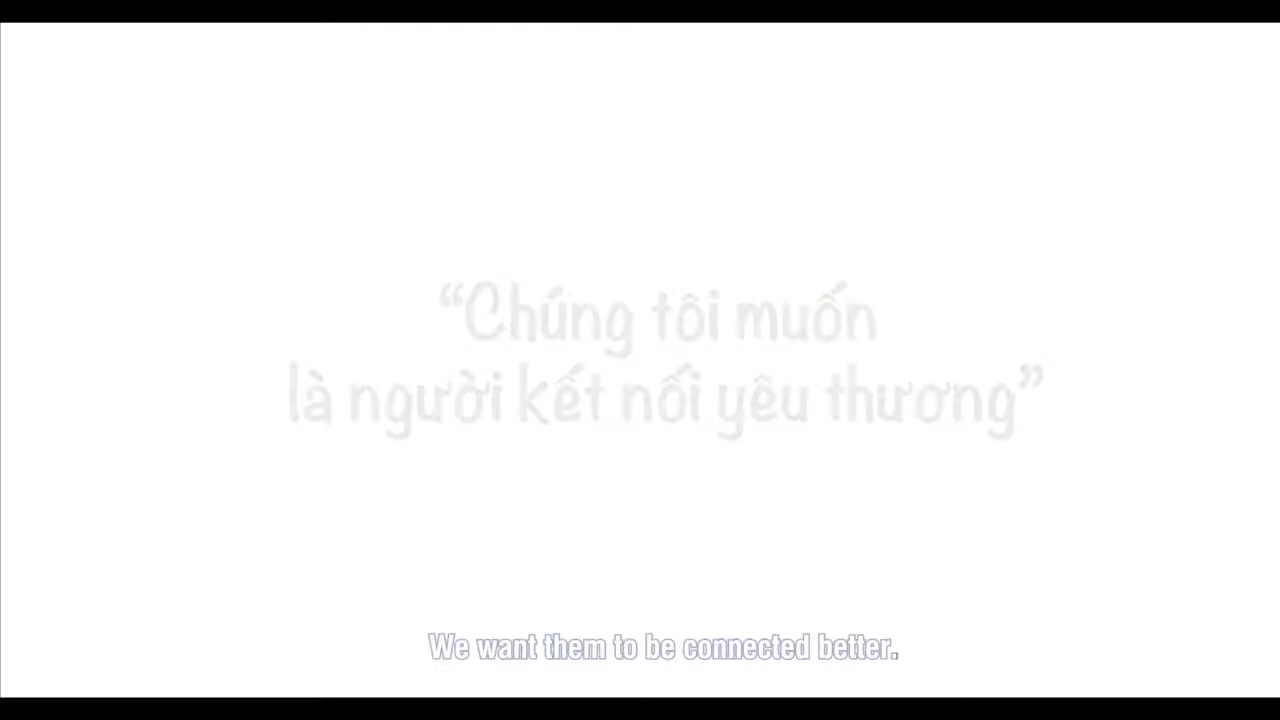 “Chúng tôi muốn
là người kết nối yêu thương”
We want them to be connected better.